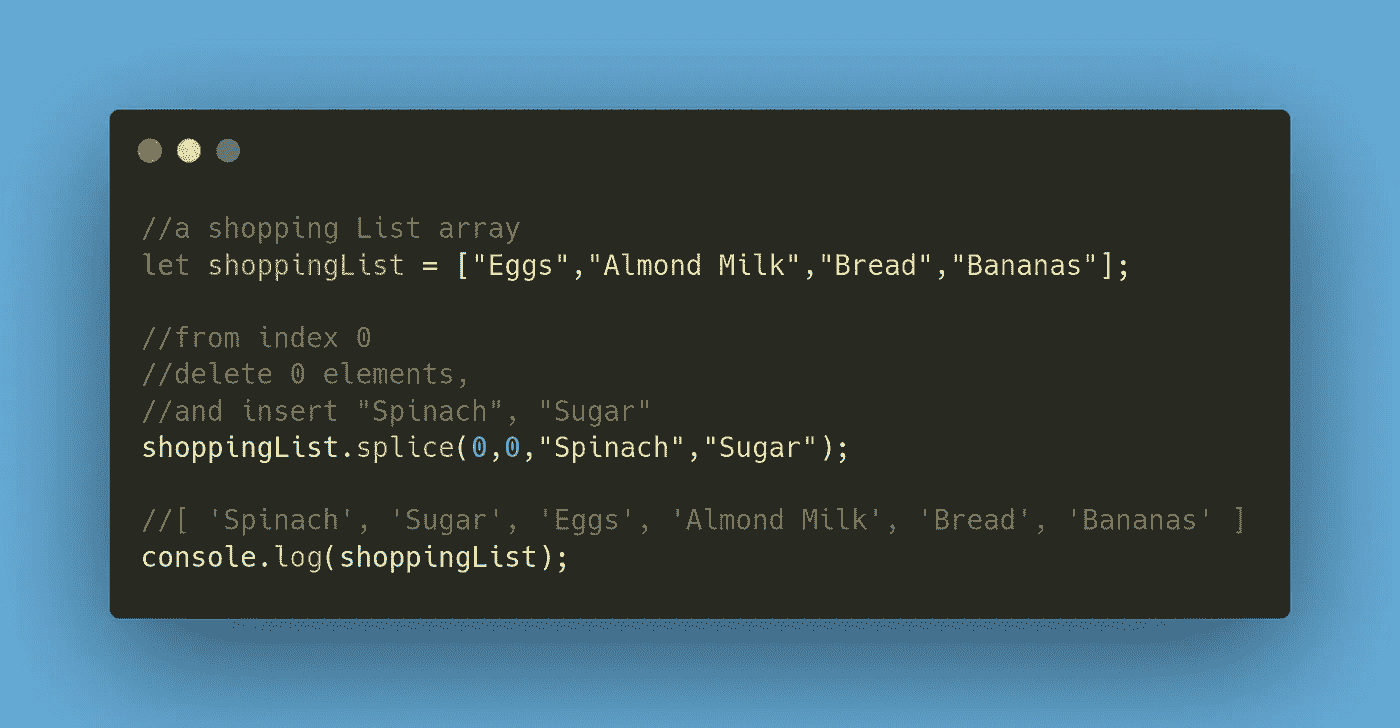 //a shopping List array
let shoppingList = ["Eggs","Almond Milk","Bread","Bananas"];
//from index 0
//delete 0 elements,
//and insert "Spinach", "Sugar"
shoppingList.splice(0,0,"Spinach","Sugar");
//[ 'Spinach', 'Sugar', 'Eggs', 'Almond Milk', 'Bread', 'Bananas' ]
console.log(shoppingList);